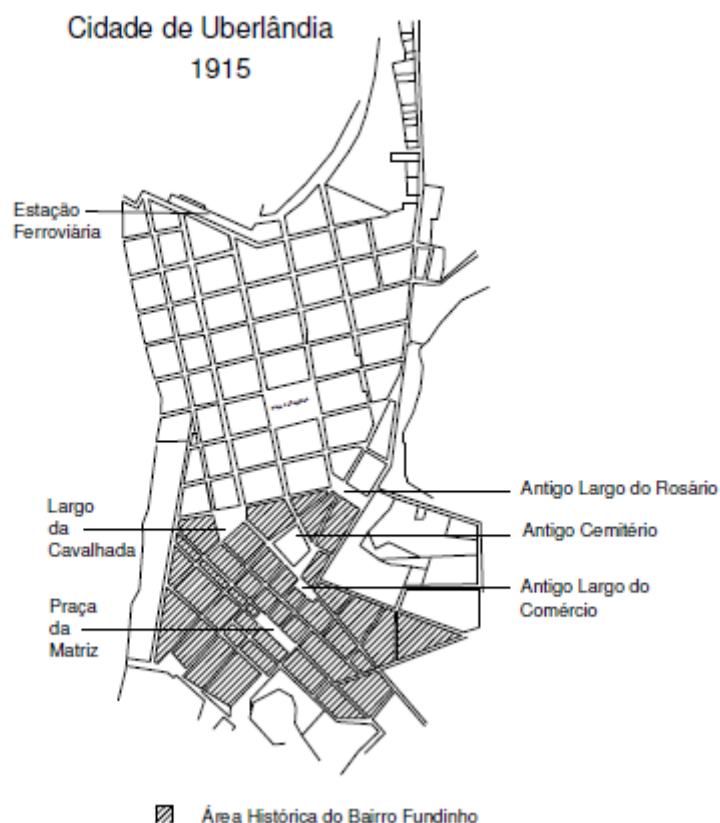 Cidade de Uberlândia
1915
Estação
Ferroviária
Antigo Largo do Rosário
Largo
da
Cavalhada
Antigo Cemitério
Antigo Largo do
Comércio
Praça
da
Matriz
Área Histórica do Bairro Fundinho